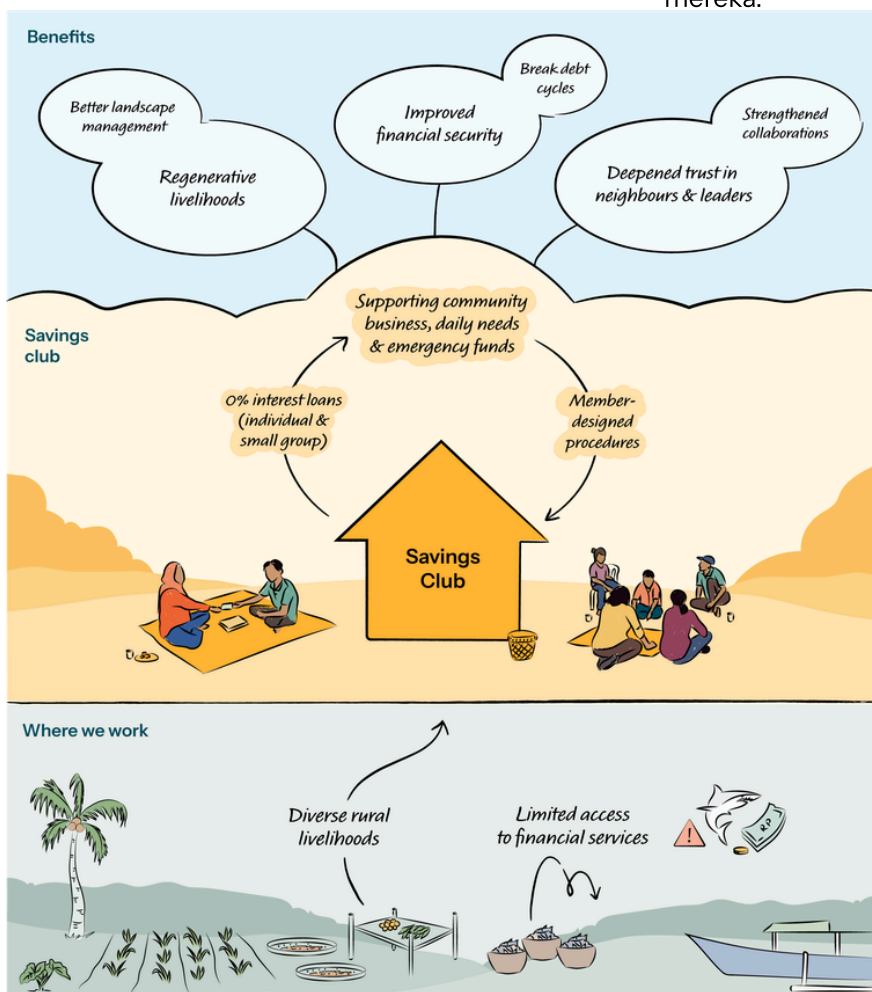 mereka.
Benefits
Better landscape
management
Regenerative
livelihoods
Improved
financial security
Break debt
cycles
Deepened trust in
neighbours & leaders
Strengthened
collaborations
Savings
club
Supporting community
business, daily needs
& emergency funds
0% interest loans
(individual &
small group)
Member-
designed
procedures
Savings
Club
Where we work
Diverse rural
livelihoods
Limited access
to financial services
!
RP